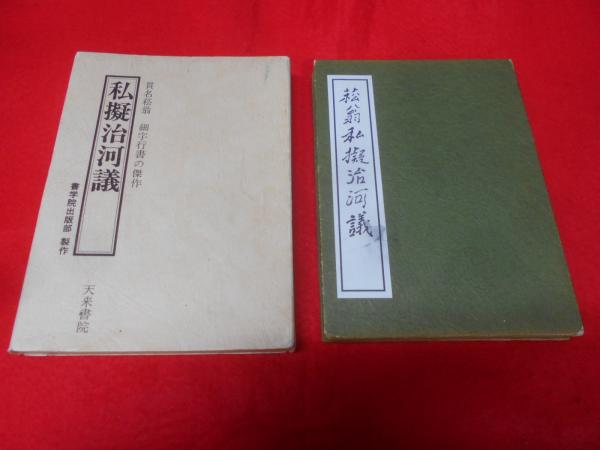 貫名菘翁 細字行書の傑作
私擬治河議
書学院出版部 製作
天来書院
菘翁私擬治河議